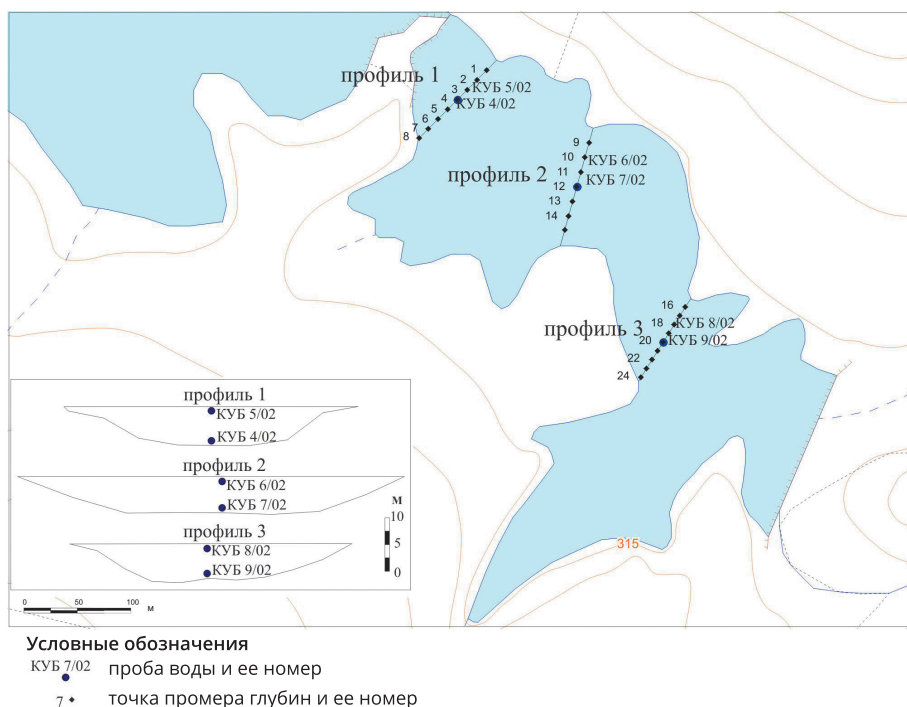 профиль 1
1
2
3
4
5
6
7
8
КУБ 5/02
КУБ 4/02
профиль 2
9
10
11
12
13
14
КУБ 6/02
КУБ 7/02
профиль 3
16
18
20
22
24
КУБ 8/02
КУБ 9/02
315
профиль 1
КУБ 5/02
КУБ 4/02
профиль 2
КУБ 6/02
КУБ 7/02
профиль 3
КУБ 8/02
КУБ 9/02
м
10
5
0
0 50 100 м
Условные обозначения
КУБ 7/02 проба воды и ее номер
7 точка промера глубин и ее номер